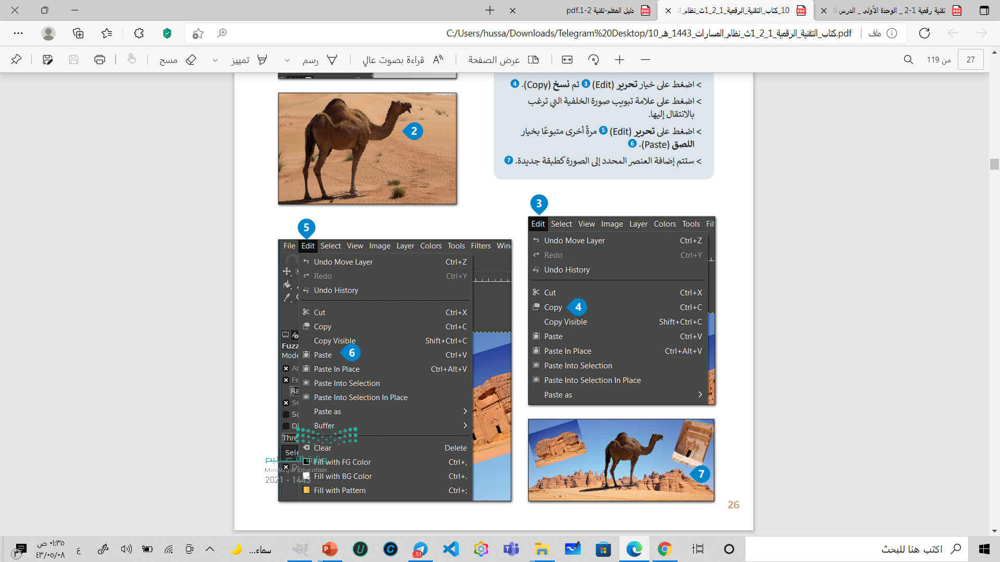 تقنية رقمية 1-2 _ الوحدة الأولى _ الدرس ال
10_كتاب_التقنية_الرقمية_1_2_1ث_نظام_ال
دليل المعلم-تقنية 2-1.pdf
ملف
C:/Users/hussa/Downloads/Telegram%20Desktop/10_كتاب_التقنية_الرقمية_1_2_1ث_نظام_المسارات_1443_هـ.pdf
27
من 119
عرض الصفحة
قراءة بصوت عالٍ
رسم
تمييز
مسح
> اضغط على خيار تحرير (Edit) 3 ثم نسخ (Copy). 4
> اضغط على علامة تبويب صورة الخلفية التي ترغب
بالانتقال إليها.
> اضغط على تحرير (Edit) 5 مرةً أخرى متبوعًا بخيار
اللصق (Paste). 6
> ستتم إضافة العنصر المحدد إلى الصورة كطبقة جديدة. 7
2
3
Edit Select View Image Layer Colors Tools Fil
Undo Move Layer Ctrl+Z
Redo Ctrl+Y
Undo History
Cut Ctrl+X
Copy 4 Ctrl+C
Copy Visible Shift+Ctrl+C
Paste Ctrl+V
Paste In Place Ctrl+Alt+V
Paste Into Selection
Paste Into Selection In Place
Paste as
5
File Edit Select View Image Layer Colors Tools Filters Winc
Undo Move Layer Ctrl+Z
Redo Ctrl+Y
Undo History
Cut Ctrl+X
Copy Ctrl+C
Copy Visible Shift+Ctrl+C
Paste 6 Ctrl+V
Paste In Place Ctrl+Alt+V
Paste Into Selection
Paste Into Selection In Place
Paste as
Buffer
Clear Delete
Fill with FG Color Ctrl+,
Fill with BG Color Ctrl+.
Fill with Pattern Ctrl+;
Fuzz
Mode
An
Fe
Ra
Se
Sa
Di
Thre
Sele
D
وزارة التعليم
Ministry of Education
2021 - 1443
7
26
اكتب هنا للبحث
51
سماء...
ع
٠١:٣٥ ص
٤٣/٠٥/٠٨
٣